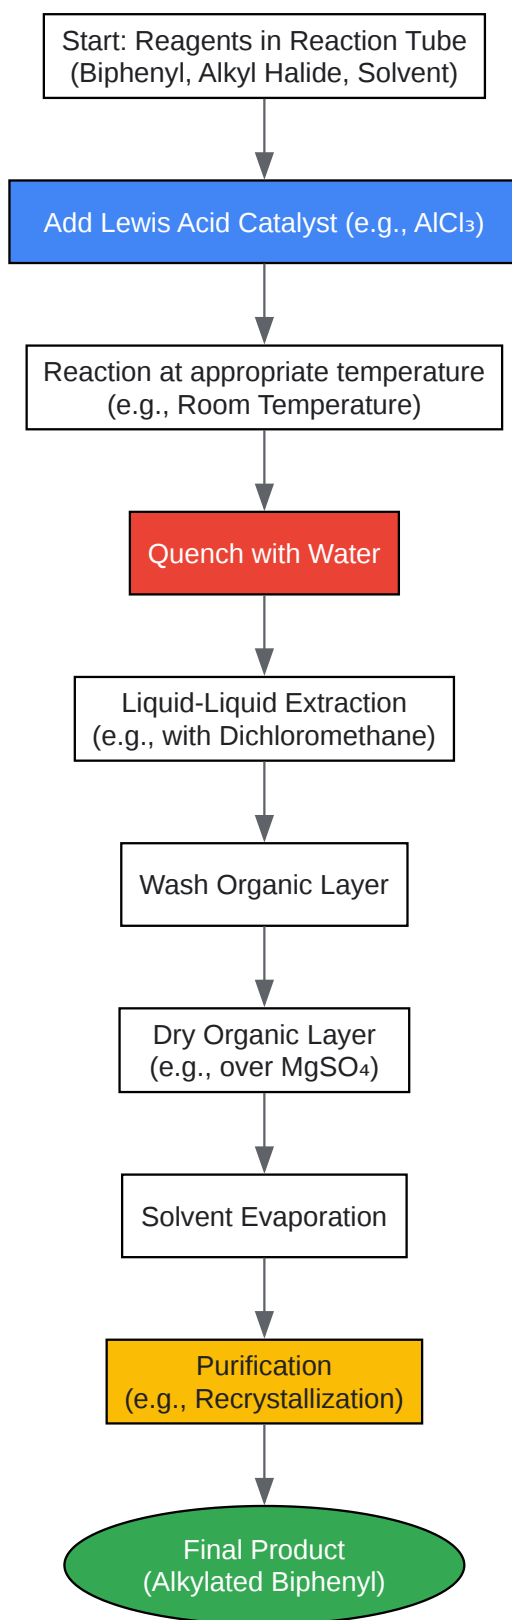 Start: Reagents in Reaction Tube
(Biphenyl, Alkyl Halide, Solvent)
Add Lewis Acid Catalyst (e.g., AlCl₃)
Reaction at appropriate temperature
(e.g., Room Temperature)
Quench with Water
Liquid-Liquid Extraction
(e.g., with Dichloromethane)
Wash Organic Layer
Dry Organic Layer
(e.g., over MgSO₄)
Solvent Evaporation
Purification
(e.g., Recrystallization)
Final Product
(Alkylated Biphenyl)